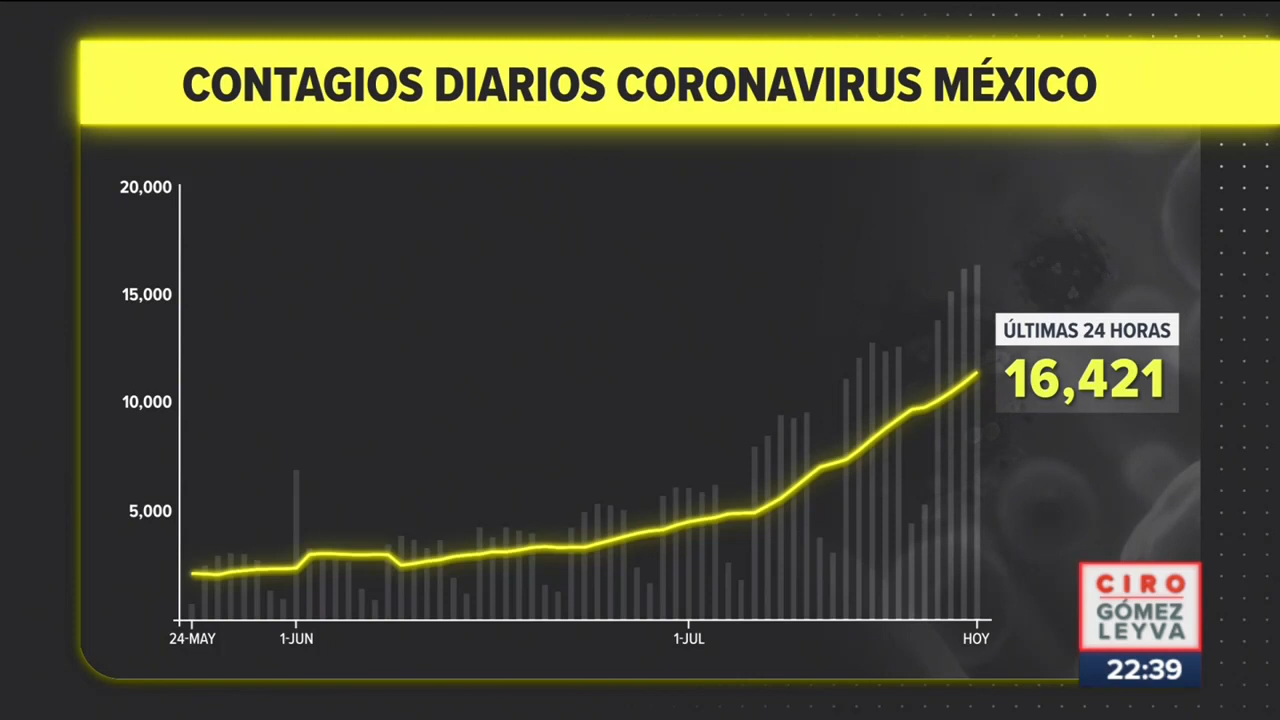 CONTAGIOS DIARIOS CORONAVIRUS MÉXICO
20,000
15,000
10,000
5,000
24-MAY
1-JUN
1-JUL
HOY
ÚLTIMAS 24 HORAS
16,421
CIRO
GÓMEZ
LEYVA
22:39